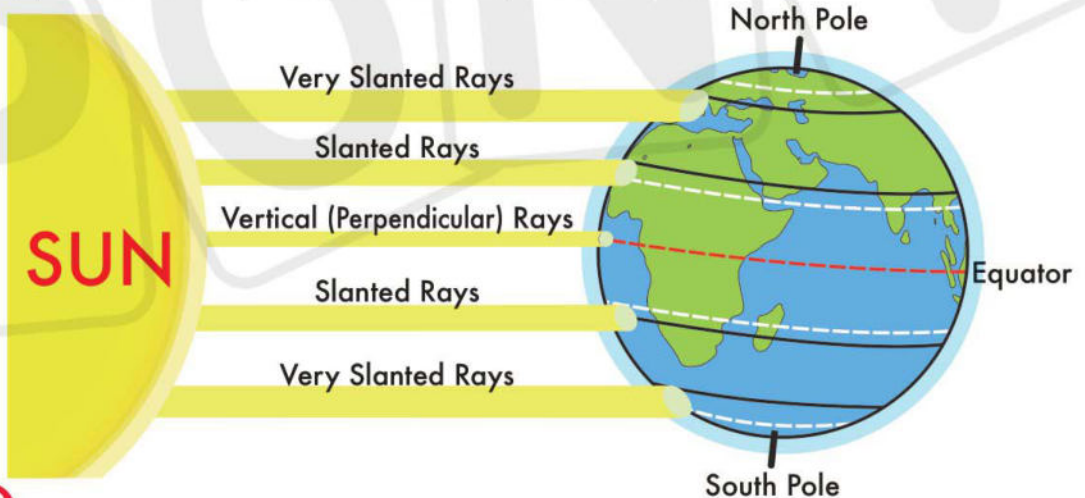 North Pole
Very Slanted Rays
Slanted Rays
Vertical (Perpendicular) Rays
SUN
Equator
Slanted Rays
Very Slanted Rays
South Pole